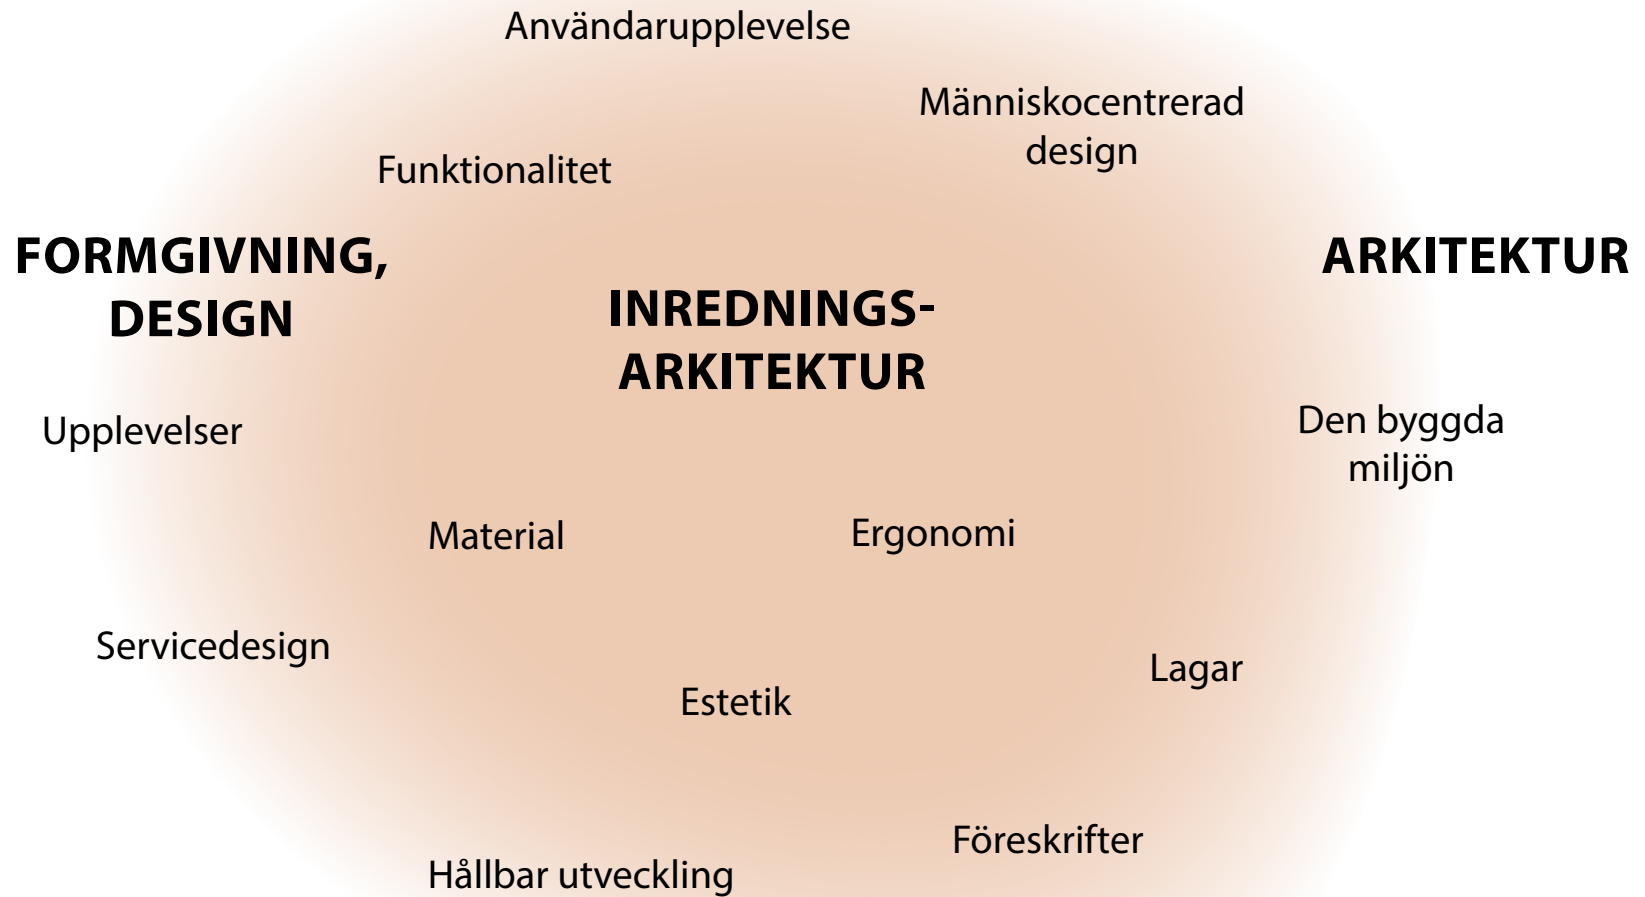 Användarupplevelse
Människocentrerad
design
Funktionalitet
FORMGIVNING,
DESIGN
INREDNINGS-
ARKITEKTUR
ARKITEKTUR
Upplevelser
Den byggda
miljön
Material
Ergonomi
Servicedesign
Lagar
Estetik
Föreskrifter
Hållbar utveckling